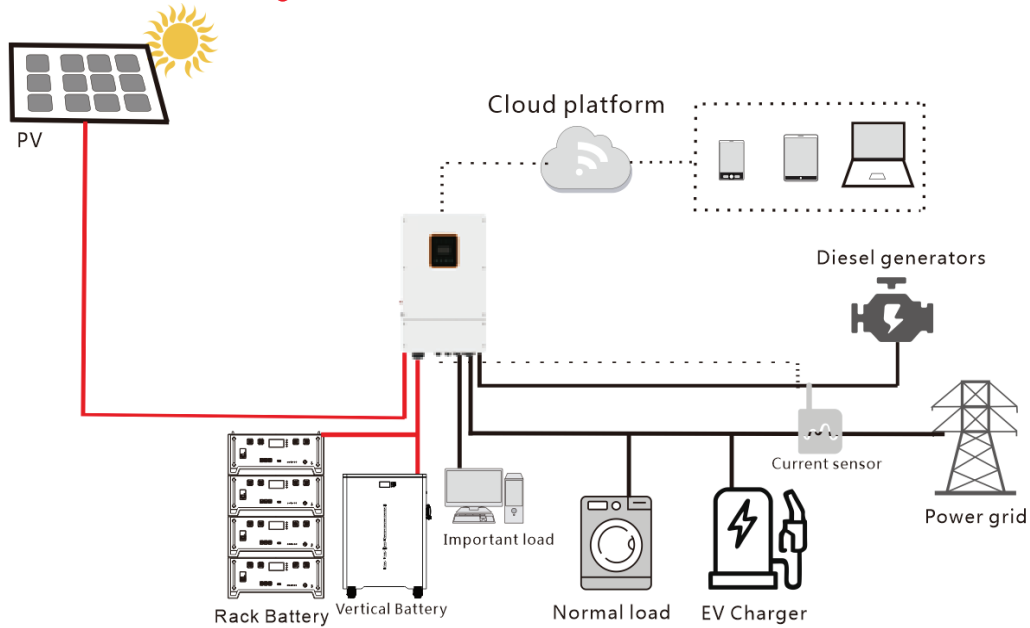 PV
Cloud platform
Diesel generators
Current sensor
Power grid
Important load
Rack Battery
Vertical Battery
Normal load
EV Charger